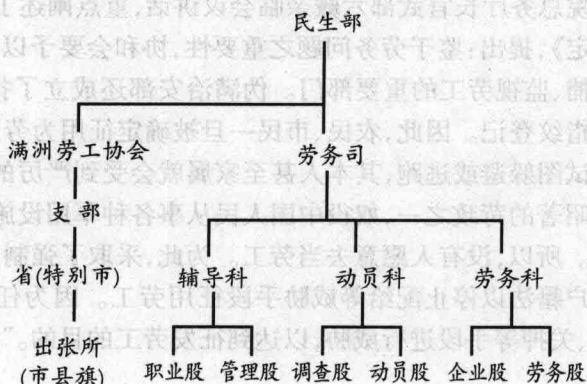 民生部
满洲劳工协会 劳务司
支部
省(特别市) 辅导科 动员科 劳务科
出张所 职业股 管理股 调查股 动员股 企业股 劳务股
(市县旗)